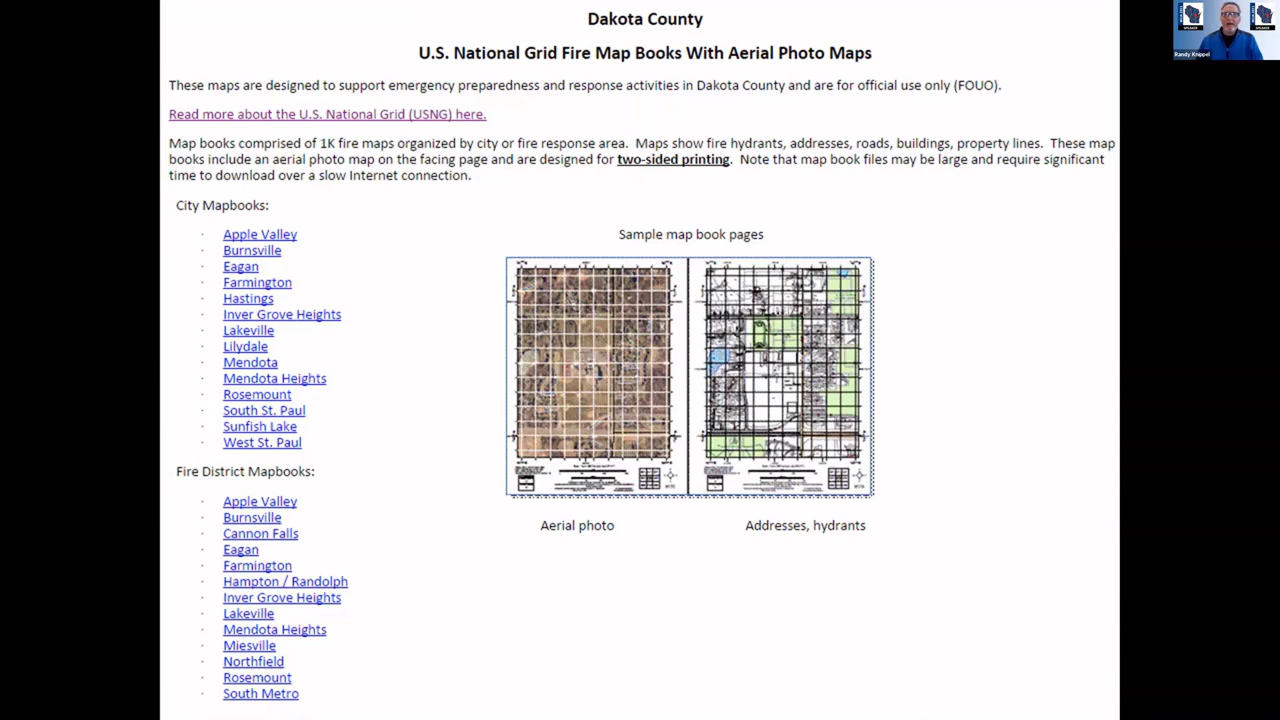 Dakota County
U.S. National Grid Fire Map Books With Aerial Photo Maps
These maps are designed to support emergency preparedness and response activities in Dakota County and are for official use only (FOUO).
Read more about the U.S. National Grid (USNG) here.
Map books comprised of 1K fire maps organized by city or fire response area. Maps show fire hydrants, addresses, roads, buildings, property lines. These map
books include an aerial photo map on the facing page and are designed for two-sided printing. Note that map book files may be large and require significant
time to download over a slow Internet connection.
City Mapbooks:
· Apple Valley
· Burnsville
· Eagan
· Farmington
· Hastings
· Inver Grove Heights
· Lakeville
· Lilydale
· Mendota
· Mendota Heights
· Rosemount
· South St. Paul
· Sunfish Lake
· West St. Paul
Fire District Mapbooks:
· Apple Valley
· Burnsville
· Cannon Falls
· Eagan
· Farmington
· Hampton / Randolph
· Inver Grove Heights
· Lakeville
· Mendota Heights
· Miesville
· Northfield
· Rosemount
· South Metro
Sample map book pages
Aerial photo
Addresses, hydrants
SPEAKER
SPEAKER
Randy Knippel